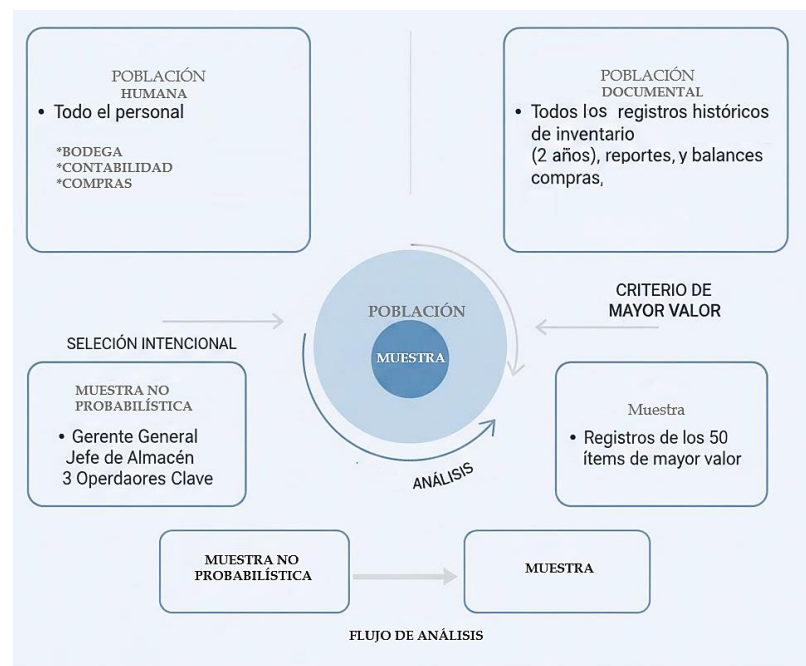 POBLACIÓN
HUMANA
• Todo el personal
*BODEGA
*CONTABILIDAD
*COMPRAS
POBLACIÓN
DOCUMENTAL
• Todos los registros históricos
de inventario
(2 años), reportes, y balances
compras,
POBLACIÓN
MUESTRA
ANÁLISIS
SELECIÓN INTENCIONAL
CRITERIO DE
MAYOR VALOR
MUESTRA NO
PROBABILÍSTICA
• Gerente General
Jefe de Almacén
3 Operdaores Clave
Muestra
• Registros de los 50
ítems de mayor valor
MUESTRA NO
PROBABILÍSTICA
MUESTRA
FLUJO DE ANÁLISIS